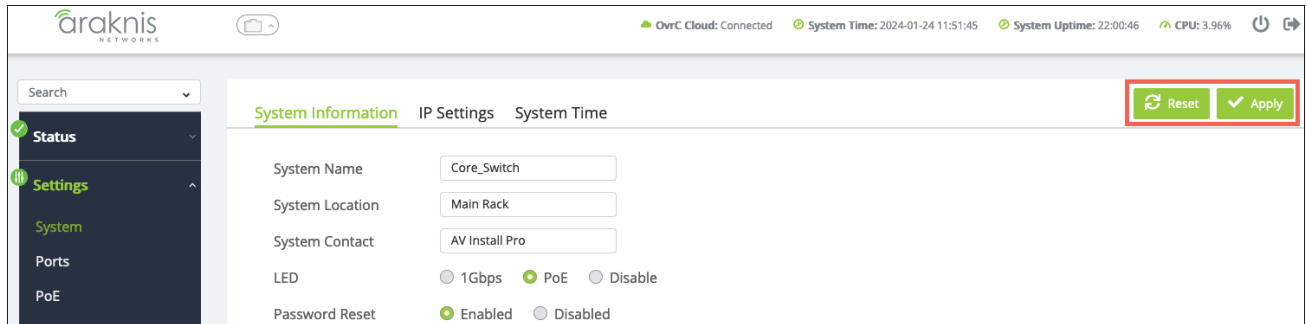 araknis
NETWORKS
OvrC Cloud: Connected
System Time: 2024-01-24 11:51:45
System Uptime: 22:00:46
CPU: 3.96%
Search
Status
Settings
System
Ports
PoE
System Information
IP Settings
System Time
Reset
Apply
System Name
Core_Switch
System Location
Main Rack
System Contact
AV Install Pro
LED
1Gbps
PoE
Disable
Password Reset
Enabled
Disabled